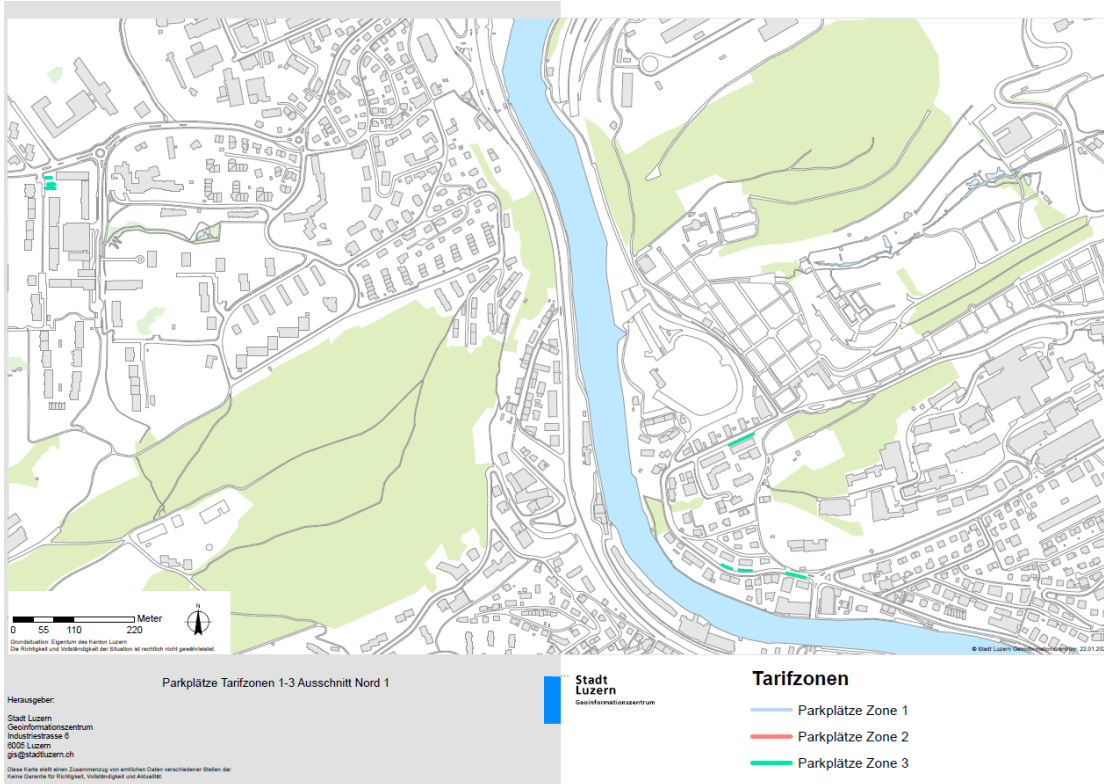 N
Meter
0 55 110 220
Grundsituation: Eigentum des Kanton Luzern
Die Richtigkeit und Vollständigkeit der Situation ist rechtlich nicht gewährleistet.
© Stadt Luzern Geoinformationszentrum, 22.01.202
Parkplätze Tarifzonen 1-3 Ausschnitt Nord 1
Herausgeber:
Stadt Luzern
Geoinformationszentrum
Industriestrasse 6
6005 Luzern
gis@stadtluzern.ch
Diese Karte stellt einen Zusammenzug von amtlichen Daten verschiedener Stellen dar.
Keine Garantie für Richtigkeit, Vollständigkeit und Aktualität.
Stadt
Luzern
Geoinformationszentrum
Tarifzonen
Parkplätze Zone 1
Parkplätze Zone 2
Parkplätze Zone 3